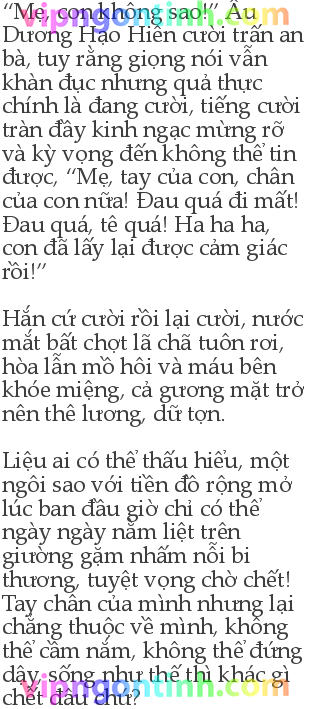 “Mẹ, con không sao!” Âu
Dương Hạo Hiên cười trấn an
bà, tuy rằng giọng nói vẫn
khàn đục nhưng quả thực
chính là đang cười, tiếng cười
tràn đầy kinh ngạc mừng rỡ
và kỳ vọng đến không thể tin
được, “Mẹ, tay của con, chân
của con nữa! Đau quá đi mất!
Đau quá, tê quá! Ha ha ha,
con đã lấy lại được cảm giác
rồi!”
Hắn cứ cười rồi lại cười, nước
mắt bất chợt lã chã tuôn rơi,
hòa lẫn mồ hôi và máu bên
khóe miệng, cả gương mặt trở
nên thê lương, dữ tợn.
Liệu ai có thể thấu hiểu, một
ngôi sao với tiền đồ rộng mở
lúc ban đầu giờ chỉ có thể
ngày ngày nằm liệt trên
giường gặm nhấm nỗi bi
thương, tuyệt vọng chờ chết!
Tay chân của mình nhưng lại
chẳng thuộc về mình, không
thể cầm nắm, không thể đứng
dậy, sống như thế thì khác gì
chết đâu chứ?
vipngontinh.com
vipngontinh.com